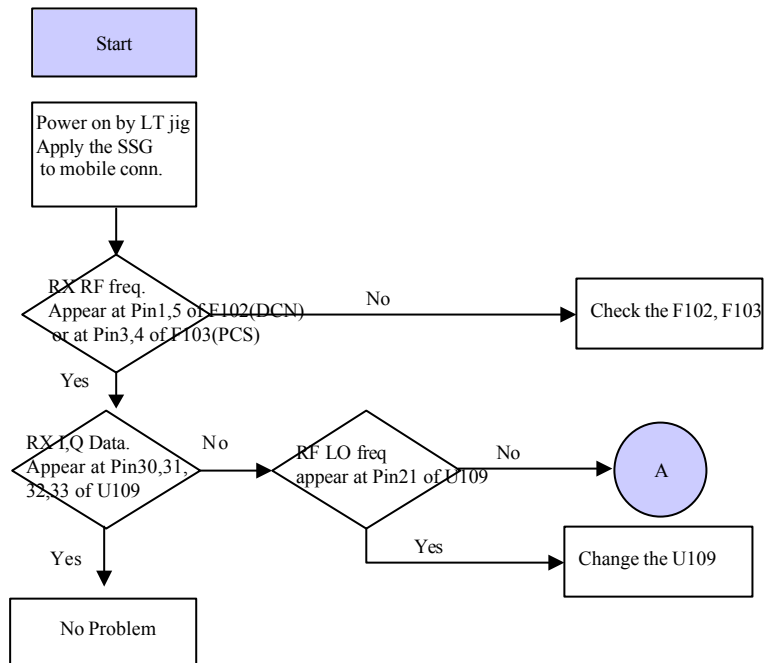 Start
Power on by LT jig
Apply the SSG
to mobile conn.
RX RF freq.
Appear at Pin1,5 of F102(DCN)
or at Pin3,4 of F103(PCS)
No
Check the F102, F103
Yes
RX I,Q Data.
Appear at Pin30,31,
32,33 of U109
No
RF LO freq
appear at Pin21 of U109
No
A
Yes
Change the U109
Yes
No Problem